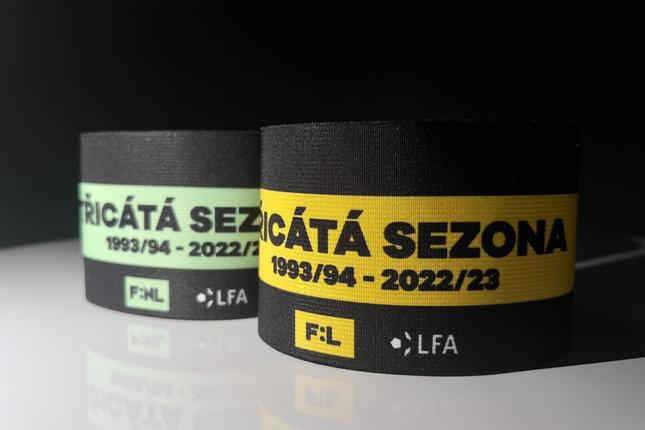 TŘICÁTÁ SEZ
1993/94 - 2022/2
F:NL LFA
ŘICÁTÁ SEZONA
1993/94 - 2022/23
F:L LFA